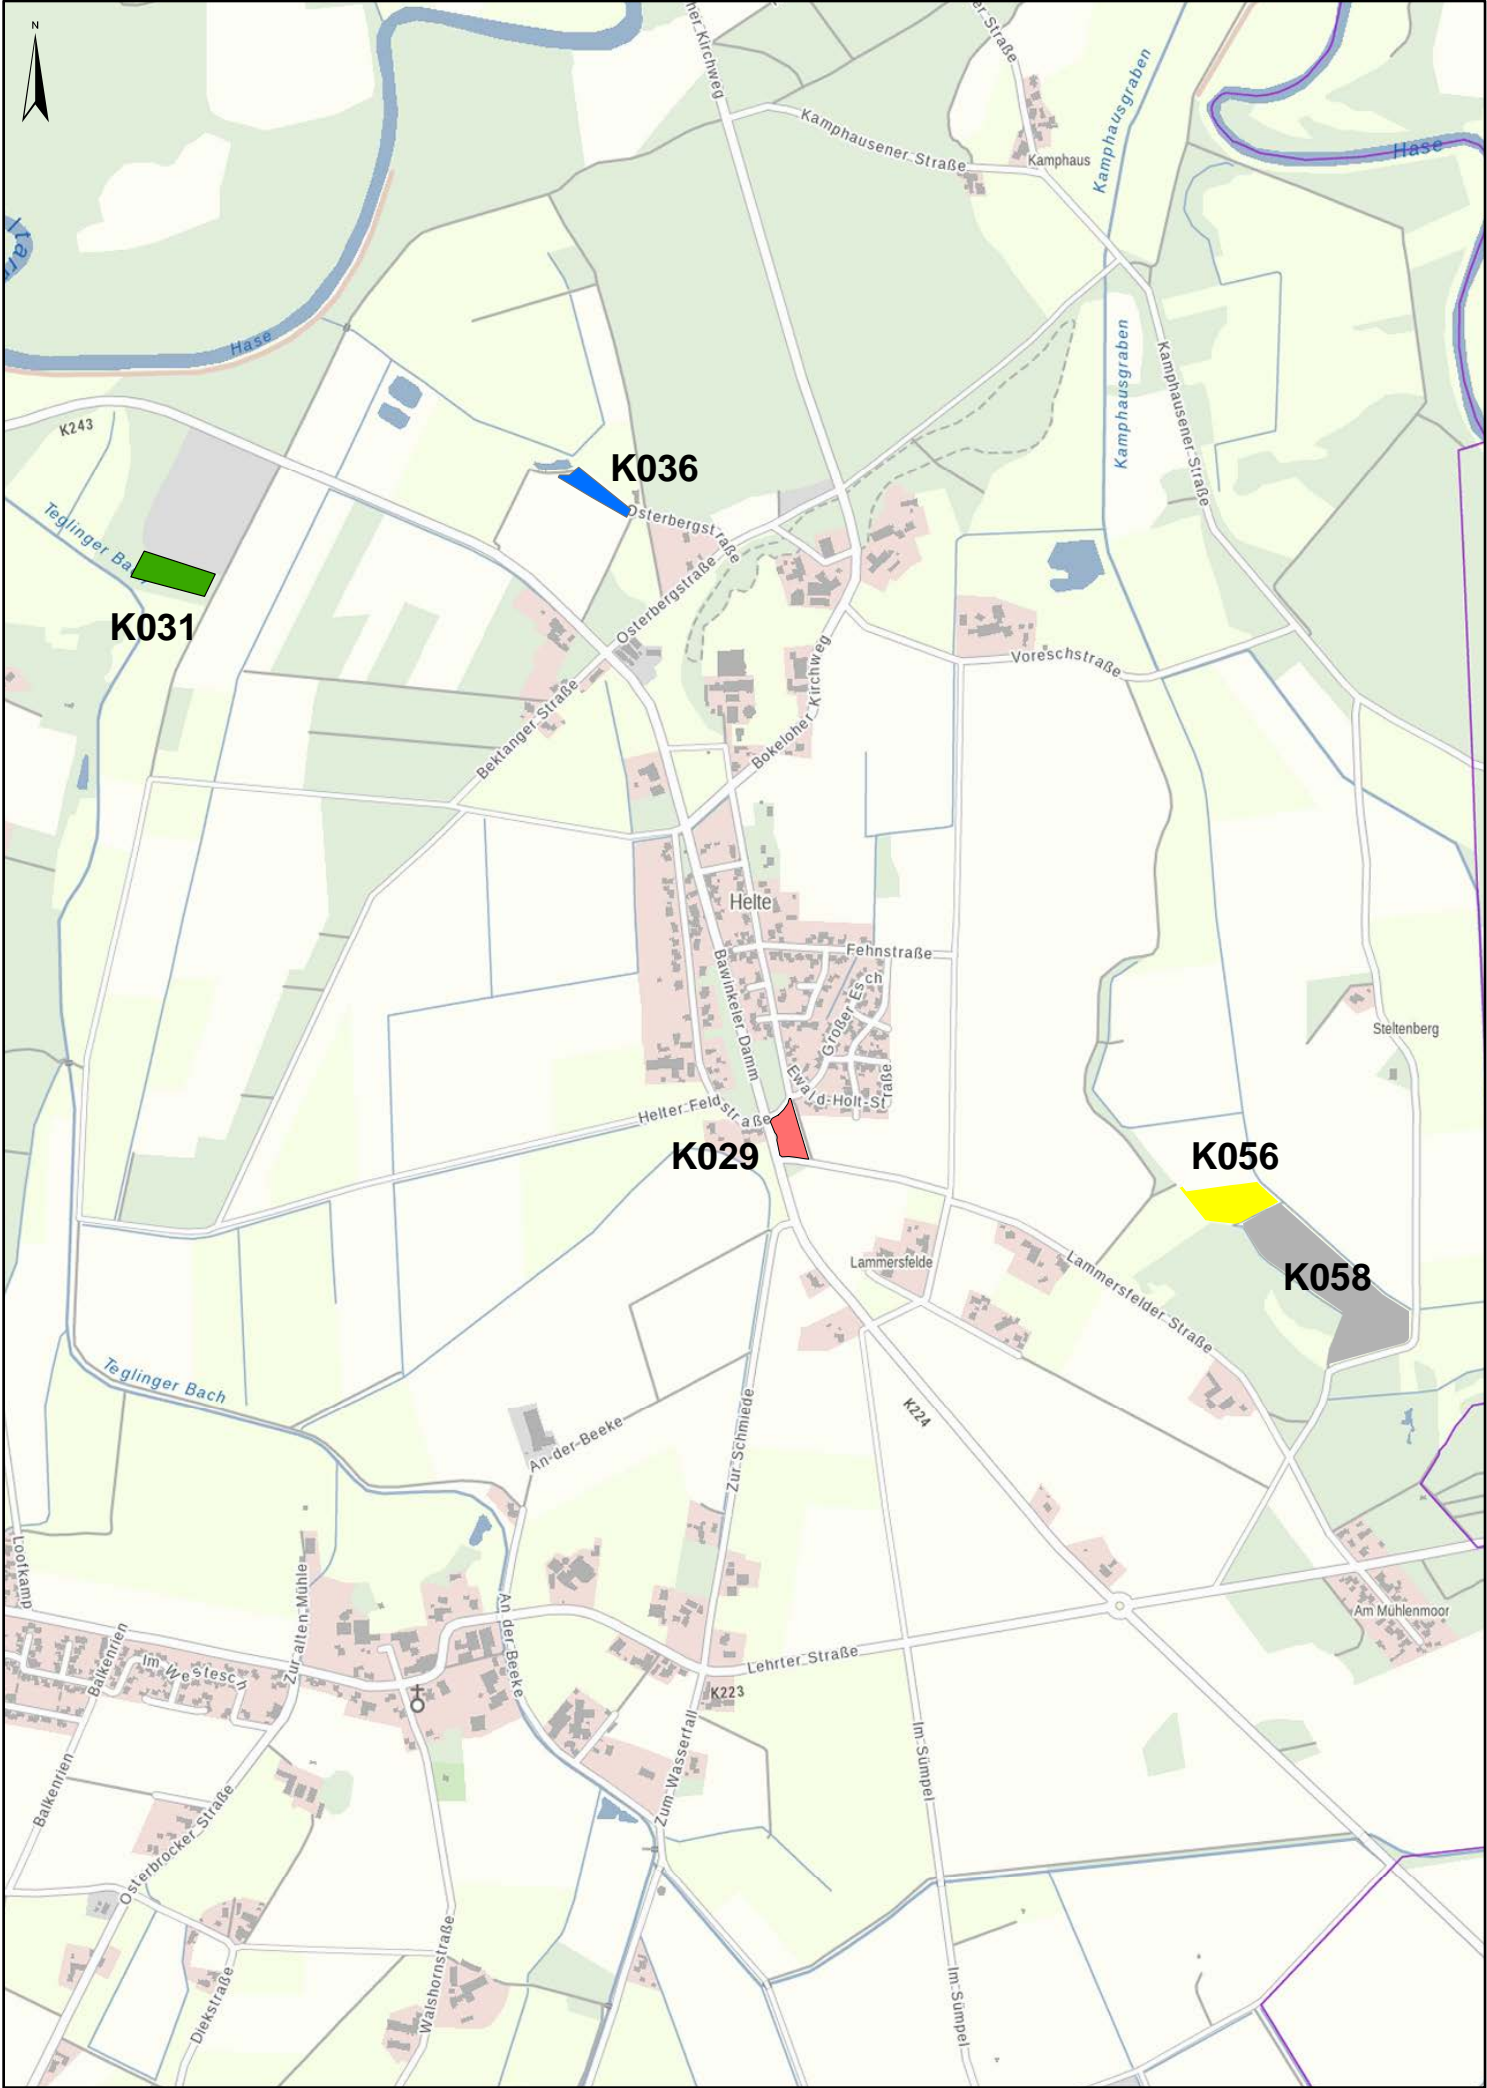 N
Kamphausener Straße
Kamphaus
Kamphausgraben
Hase
Hase
K243
Kamphausgraben
Kamphausener-Straße
K036
Teglinger Bach
Osterbergstraße
K031
Osterbergstraße
Voreschstraße
Bektanger Straße
Bokeloher Kirchweg
Helte
Fehnstraße
Bawinkeler Damm
Großer Esch
Steltenberg
Ewald-Holt-Straße
Helter Feldstraße
K029
K056
Lammersfelde
K058
Lammersfelder Straße
Teglinger Bach
K224
An-der-Beeke
Zur Schmiede
Loofkamp
Zur alten Mühle
An der Beeke
Am Mühlenmoor
Balkenrien
Im Westesch
Lehrter Straße
K223
Im-Sümpel
Zum-Wasserfall
Balkenrien
Osterbrocker Straße
Walshornstraße
Diekstraße
Im-Sümpel